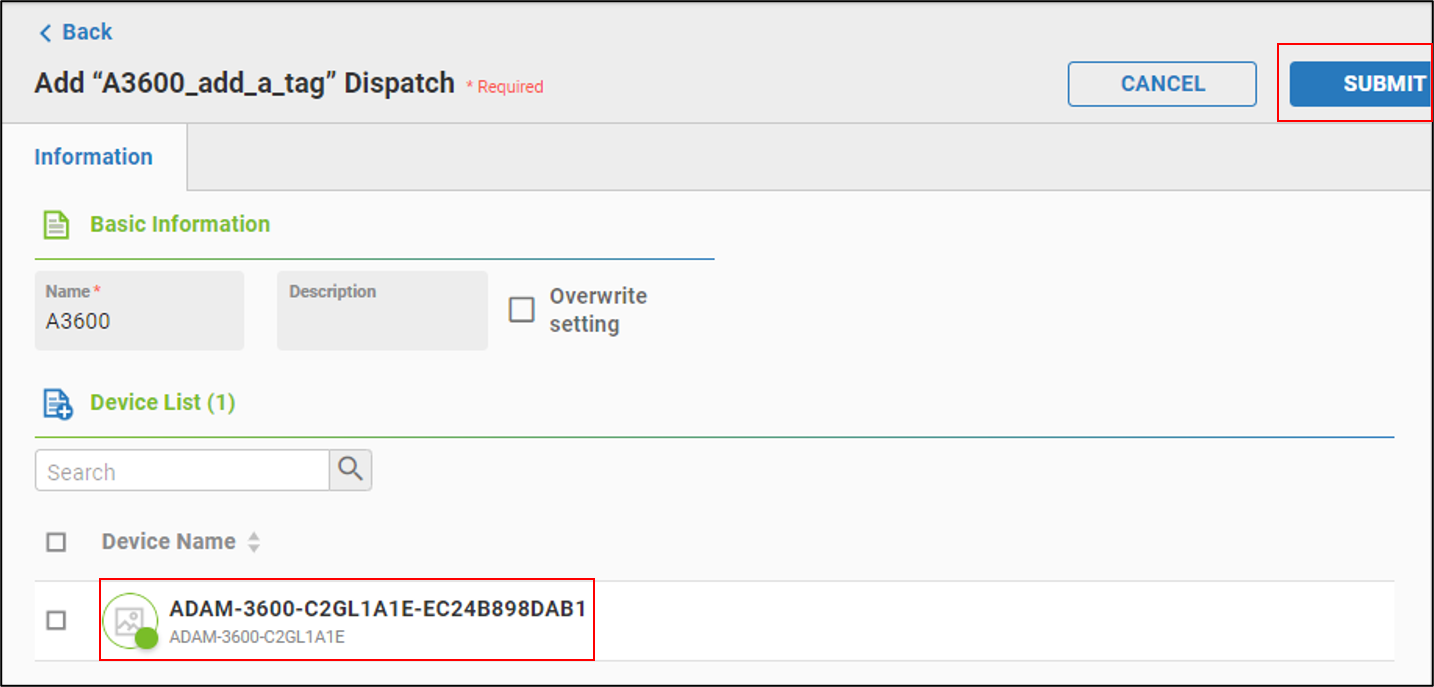 Back
Add “A3600_add_a_tag” Dispatch * Required
CANCEL
SUBMIT
Information
Basic Information
Name *
A3600
Description
Overwrite
setting
Device List (1)
Search
Device Name
ADAM-3600-C2GL1A1E-EC24B898DAB1
ADAM-3600-C2GL1A1E